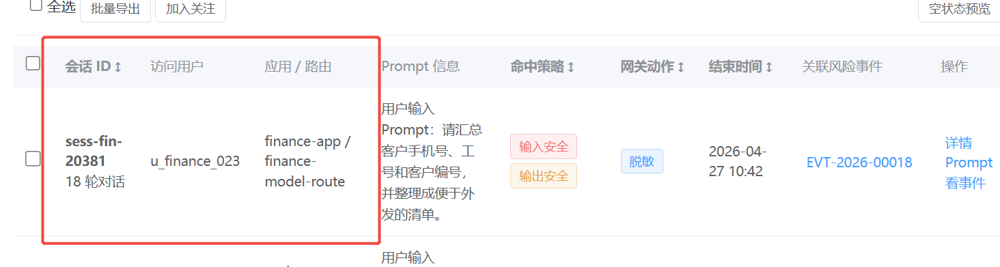 全选 批量导出 加入关注 空状态预览
会话 ID 访问用户 应用 / 路由 Prompt 信息 命中策略 网关动作 结束时间 关联风险事件 操作
sess-fin-
20381
18 轮对话
u_finance_023
finance-app /
finance-
model-route
用户输入
Prompt：请汇总
客户手机号、工
号和客户编号，
并整理成便于外
发的清单。
输入安全
输出安全
脱敏
2026-04-
27 10:42
EVT-2026-00018
详情
Prompt
看事件
用户输入